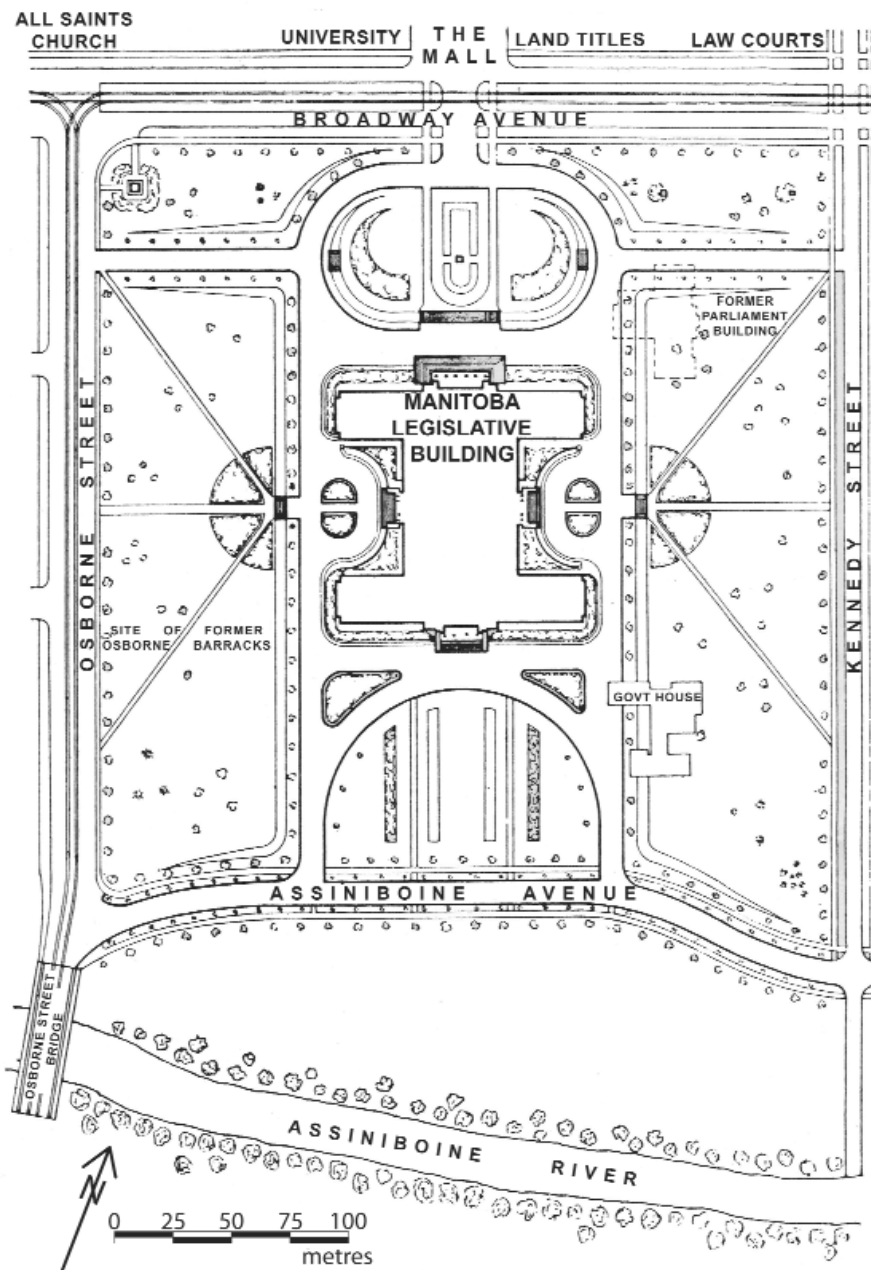 ALL SAINTS
CHURCH
UNIVERSITY
THE
MALL
LAND TITLES
LAW COURTS
BROADWAY AVENUE
FORMER
PARLIAMENT
BUILDING
MANITOBA
LEGISLATIVE
BUILDING
OSBORNE STREET
KENNEDY STREET
SITE OF FORMER
OSBORNE BARRACKS
GOVT HOUSE
ASSINIBOINE AVENUE
OSBORNE STREET
BRIDGE
ASSINIBOINE RIVER
N
0 25 50 75 100
metres